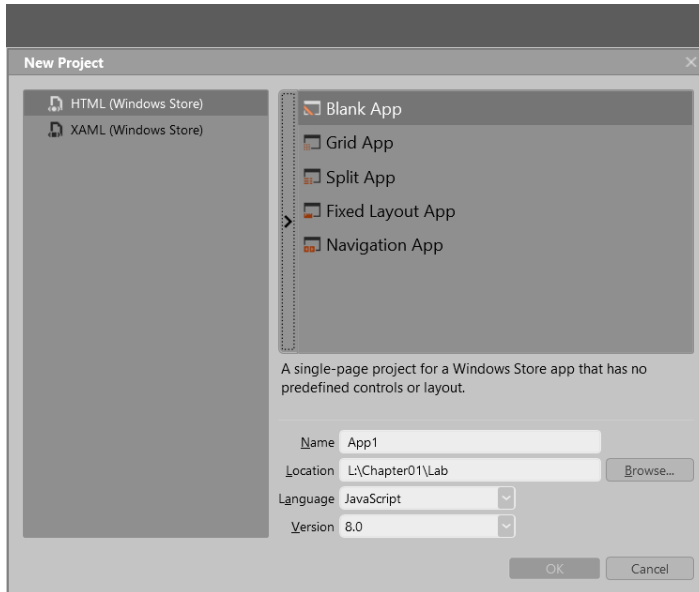 New Project
HTML (Windows Store)
XAML (Windows Store)
Blank App
Grid App
Split App
Fixed Layout App
Navigation App
A single-page project for a Windows Store app that has no
predefined controls or layout.
Name App1
Location L:\Chapter01\Lab Browse...
Language JavaScript
Version 8.0
OK Cancel